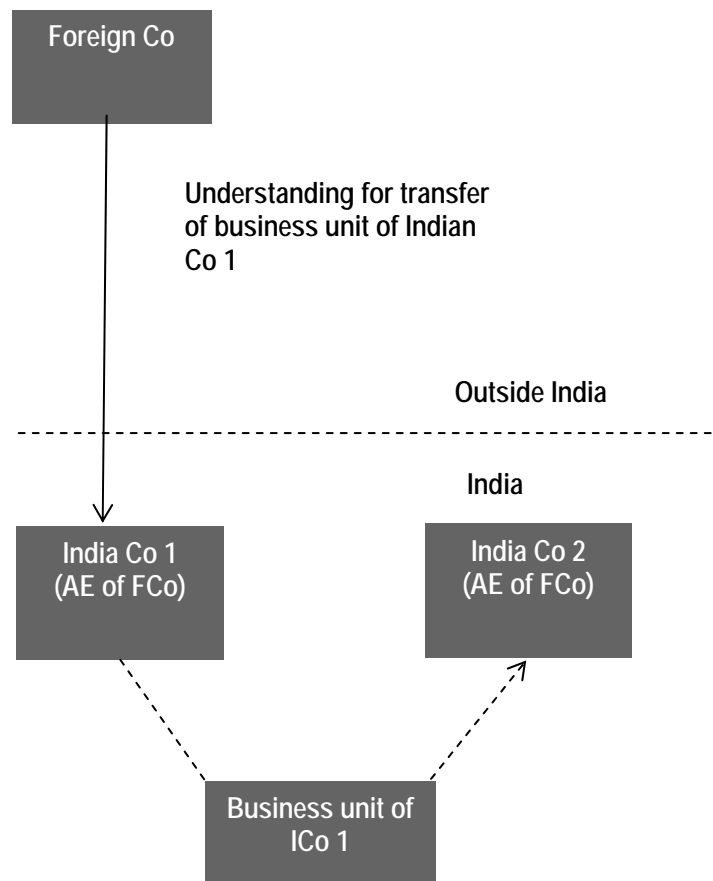 Foreign Co
Understanding for transfer
of business unit of Indian
Co 1
Outside India
India
India Co 1
(AE of FCo)
India Co 2
(AE of FCo)
Business unit of
ICo 1